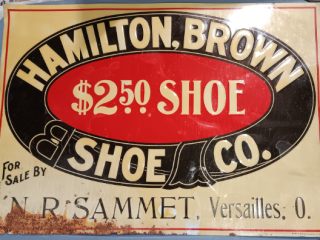 HAMILTON, BROWN
$2.50 SHOE
SHOE CO.
FOR
SALE BY
N. R. SAMMET, Versailles, O.